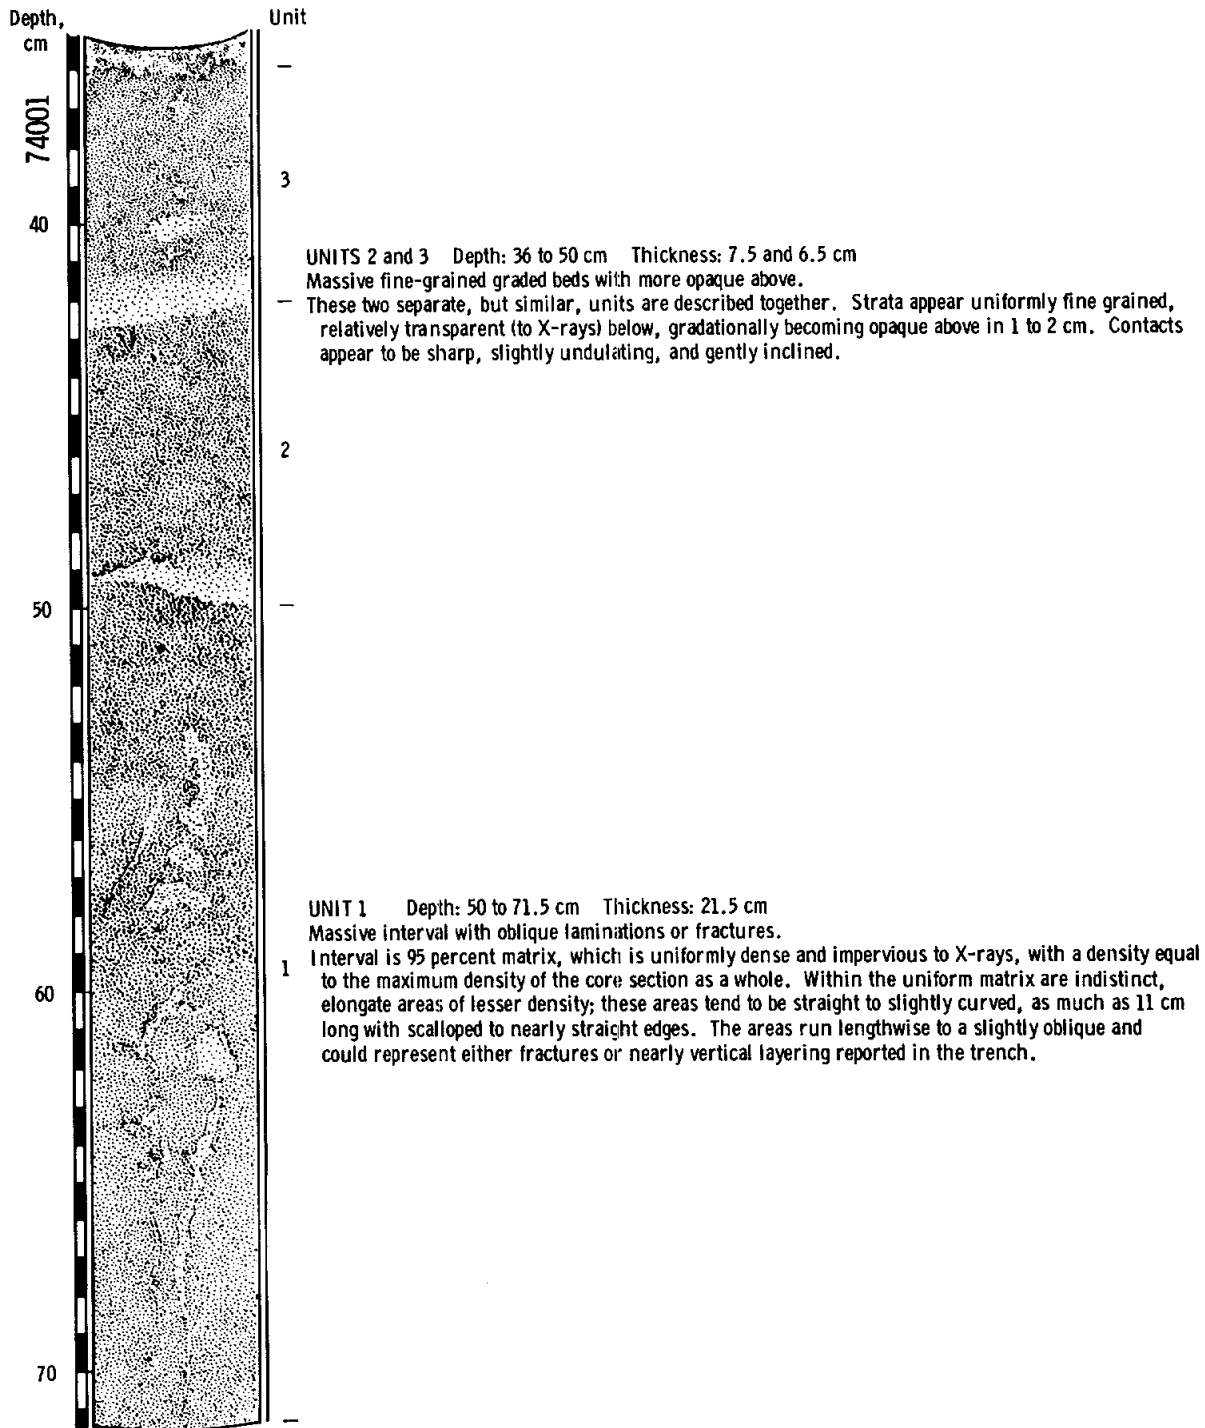 Depth, Unit
cm
74001
3
40
UNITS 2 and 3 Depth: 36 to 50 cm Thickness: 7.5 and 6.5 cm
Massive fine-grained graded beds with more opaque above.
These two separate, but similar, units are described together. Strata appear uniformly fine grained,
relatively transparent (to X-rays) below, gradationally becoming opaque above in 1 to 2 cm. Contacts
appear to be sharp, slightly undulating, and gently inclined.
2
50
UNIT 1 Depth: 50 to 71.5 cm Thickness: 21.5 cm
Massive interval with oblique laminations or fractures.
Interval is 95 percent matrix, which is uniformly dense and impervious to X-rays, with a density equal
1
to the maximum density of the core section as a whole. Within the uniform matrix are indistinct,
60
elongate areas of lesser density; these areas tend to be straight to slightly curved, as much as 11 cm
long with scalloped to nearly straight edges. The areas run lengthwise to a slightly oblique and
could represent either fractures or nearly vertical layering reported in the trench.
70